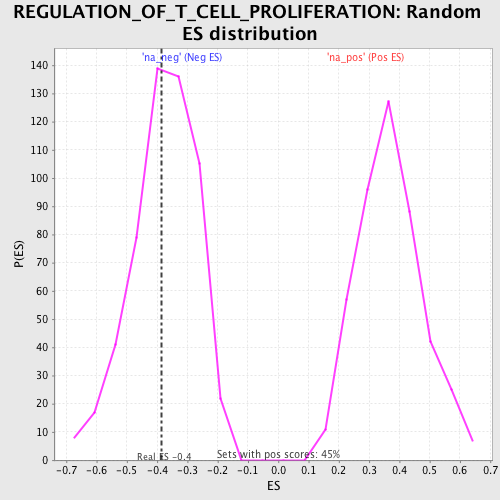 REGULATION_OF_T_CELL_PROLIFERATION: Random
ES distribution
'na_neg' (Neg ES)
'na_pos' (Pos ES)
140
130
120
110
100
90
80
70
60
50
40
30
20
10
0
P(ES)
Real ES -0.4
Sets with pos scores: 45%
-0.7 -0.6 -0.5 -0.4 -0.3 -0.2 -0.1 0.0 0.1 0.2 0.3 0.4 0.5 0.6 0.7
ES